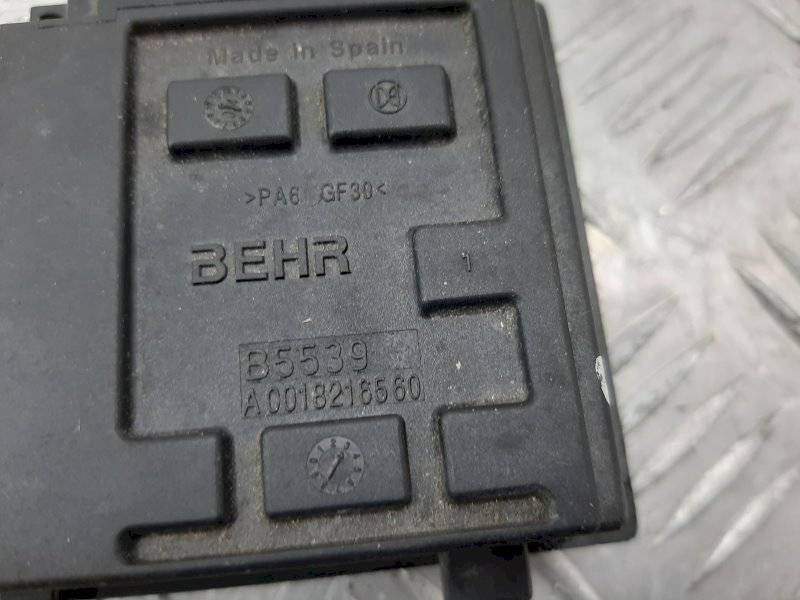 Made in Spain
>PA6 GF30<
BEHR
1
B5539
A0018216560